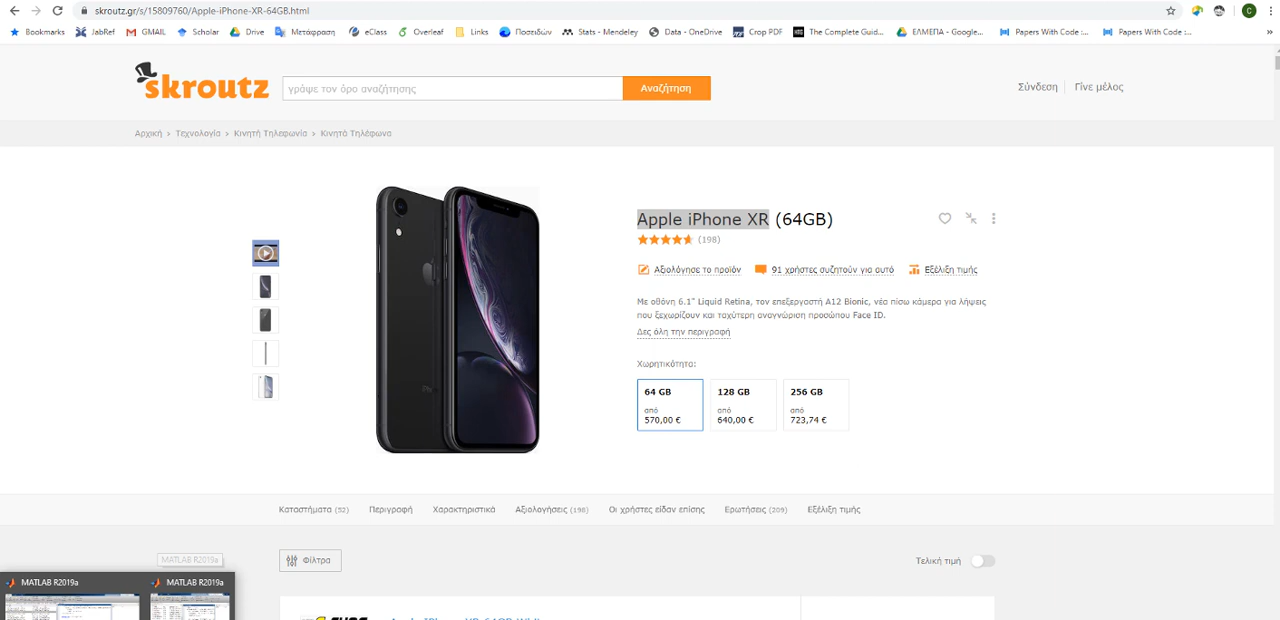 skroutz.gr/s/15809760/Apple-iPhone-XR-64GB.html
C
Bookmarks JabRef GMAIL Scholar Drive Μετάφραση eClass Overleaf Links Ποσειδών Stats - Mendeley Data - OneDrive Crop PDF The Complete Guid... ΕΛΜΕΠΑ - Google... Papers With Code :... Papers With Code :... »
skroutz
γράψε τον όρο αναζήτησης
Αναζήτηση
Σύνδεση Γίνε μέλος
Αρχική › Τεχνολογία › Κινητή Τηλεφωνία › Κινητά Τηλέφωνα
Apple iPhone XR (64GB)
(198)
Αξιολόγησε το προϊόν 91 χρήστες συζητούν για αυτό Εξέλιξη τιμής
Με οθόνη 6.1" Liquid Retina, τον επεξεργαστή A12 Bionic, νέα πίσω κάμερα για λήψεις
που ξεχωρίζουν και ταχύτερη αναγνώριση προσώπου Face ID.
Δες όλη την περιγραφή
Χωρητικότητα:
64 GB 128 GB 256 GB
από από από
570,00 € 640,00 € 723,74 €
Καταστήματα (52) Περιγραφή Χαρακτηριστικά Αξιολογήσεις (198) Οι χρήστες είδαν επίσης Ερωτήσεις (209) Εξέλιξη τιμής
MATLAB R2019a
Φίλτρα
Τελική τιμή
MATLAB R2019a MATLAB R2019a